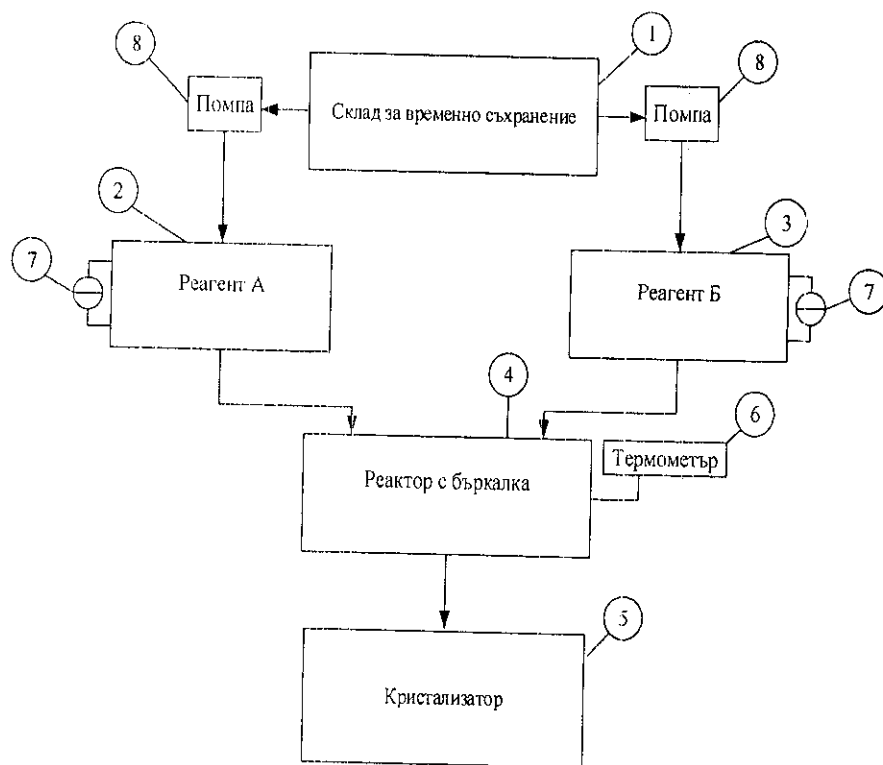 1
8
8
Помпа
Склад за временно съхранение
Помпа
2
3
7
Реагент А
Реагент Б
7
4
6
Термометър
Реактор с бъркалка
5
Кристализатор